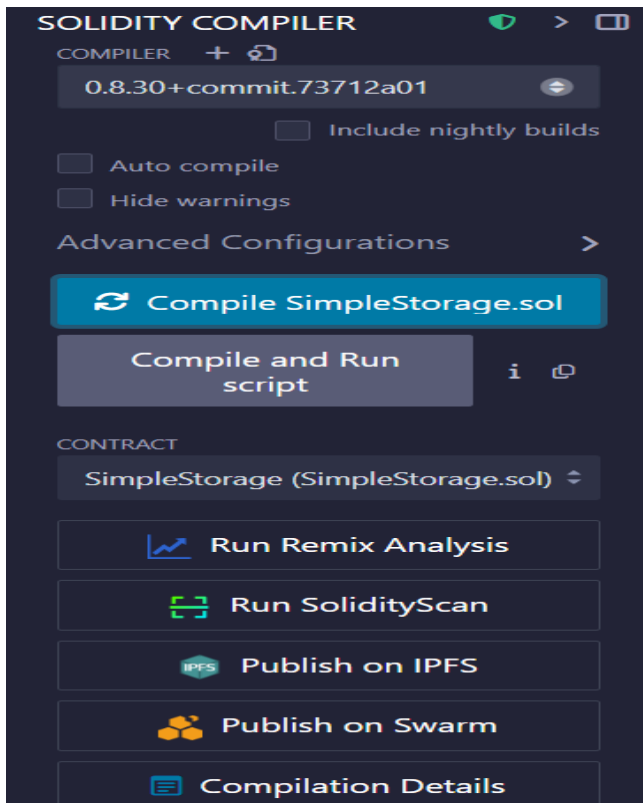 SOLIDITY COMPILER
COMPILER
0.8.30+commit.73712a01
Include nightly builds
Auto compile
Hide warnings
Advanced Configurations
Compile SimpleStorage.sol
Compile and Run
script
i
CONTRACT
SimpleStorage (SimpleStorage.sol)
Run Remix Analysis
Run SolidityScan
IPFS Publish on IPFS
Publish on Swarm
Compilation Details